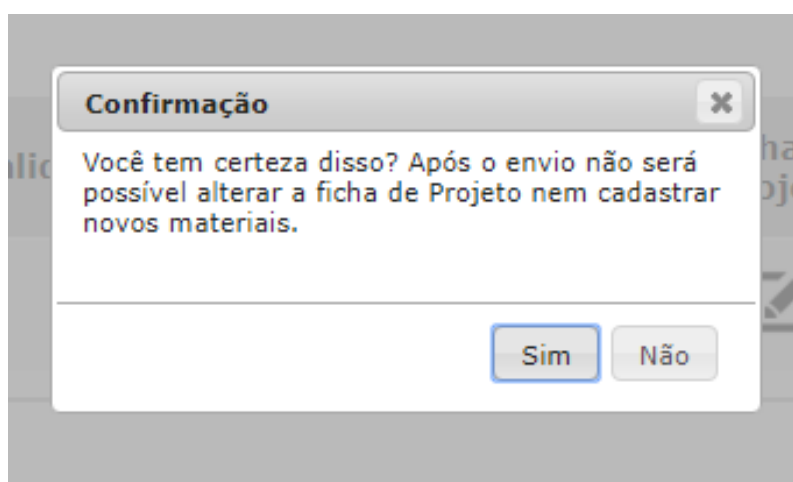 Confirmação
Você tem certeza disso? Após o envio não será
possível alterar a ficha de Projeto nem cadastrar
novos materiais.
Sim Não